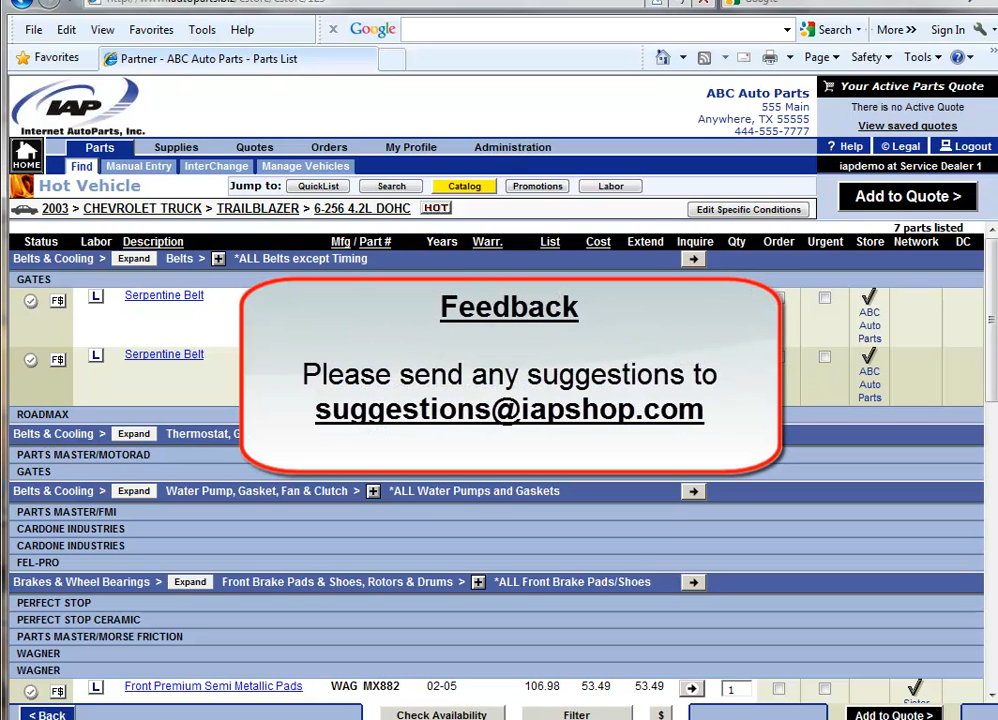 File Edit View Favorites Tools Help
x Google Search More» Sign In
Favorites Partner - ABC Auto Parts - Parts List Page Safety Tools
IAP
Internet AutoParts, Inc.
ABC Auto Parts
555 Main
Anywhere, TX 55555
444-555-7777
Your Active Parts Quote
There is no Active Quote
View saved quotes
HOME
Parts Supplies Quotes Orders My Profile Administration
? Help © Legal Logout
Find Manual Entry InterChange Manage Vehicles
iapdemo at Service Dealer 1
Hot Vehicle Jump to: QuickList Search Catalog Promotions Labor
Add to Quote >
2003 > CHEVROLET TRUCK > TRAILBLAZER > 6-256 4.2L DOHC HOT
Edit Specific Conditions
7 parts listed
Status Labor Description Mfg / Part # Years Warr. List Cost Extend Inquire Qty Order Urgent Store Network DC
Belts & Cooling > Expand Belts > + *ALL Belts except Timing
GATES
F$ L Serpentine Belt
ABC
Auto
Parts
F$ L Serpentine Belt
ABC
Auto
Parts
Feedback
Please send any suggestions to
suggestions@iapshop.com
ROADMAX
Belts & Cooling > Expand Thermostat,
PARTS MASTER/MOTORAD
GATES
Belts & Cooling > Expand Water Pump, Gasket, Fan & Clutch > + *ALL Water Pumps and Gaskets
PARTS MASTER/FMI
CARDONE INDUSTRIES
CARDONE INDUSTRIES
FEL-PRO
Brakes & Wheel Bearings > Expand Front Brake Pads & Shoes, Rotors & Drums > + *ALL Front Brake Pads/Shoes
PERFECT STOP
PERFECT STOP CERAMIC
PARTS MASTER/MORSE FRICTION
WAGNER
WAGNER
F$ L Front Premium Semi Metallic Pads WAG MX882 02-05 106.98 53.49 53.49 1
< Back Check Availability Filter $ Add to Quote >